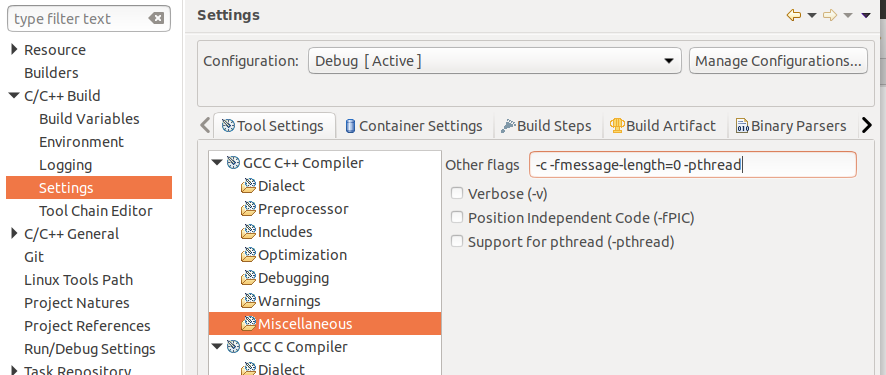 type filter text
Resource
Builders
C/C++ Build
Build Variables
Environment
Logging
Settings
Tool Chain Editor
C/C++ General
Git
Linux Tools Path
Project Natures
Project References
Run/Debug Settings
Task Repository
Settings
Configuration: Debug [ Active ] Manage Configurations...
Tool Settings Container Settings Build Steps Build Artifact Binary Parsers
GCC C++ Compiler
Dialect
Preprocessor
Includes
Optimization
Debugging
Warnings
Miscellaneous
GCC C Compiler
Dialect
Other flags -c -fmessage-length=0 -pthread
Verbose (-v)
Position Independent Code (-fPIC)
Support for pthread (-pthread)